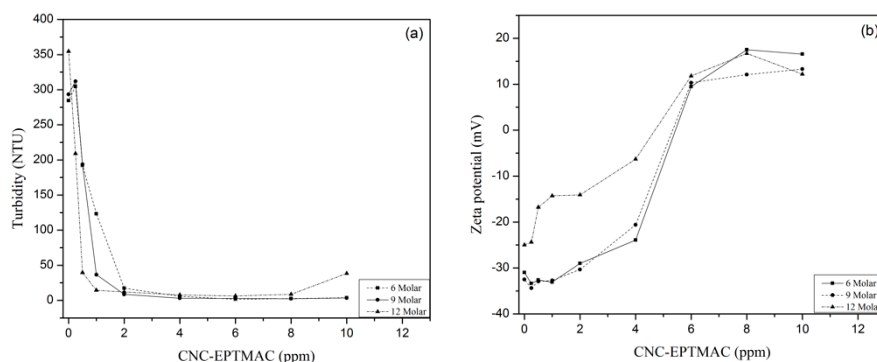 (a)
400
350
300
250
200
150
100
50
0
Turbidity (NTU)
0 2 4 6 8 10 12
CNC-EPTMAC (ppm)
6 Molar
9 Molar
12 Molar
(b)
20
10
0
-10
-20
-30
-40
Zeta potential (mV)
0 2 4 6 8 10 12
CNC-EPTMAC (ppm)
6 Molar
9 Molar
12 Molar